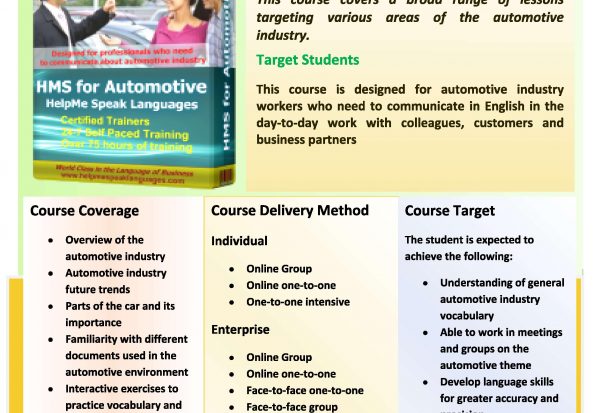 This course covers a broad range of lessons
targeting various areas of the automotive
industry.
Target Students
This course is designed for automotive industry
workers who need to communicate in English in the
day-to-day work with colleagues, customers and
business partners
Designed for professionals who need
to communicate about automotive industry
HMS for Automotive
HelpMe Speak Languages
Certified Trainers
24-7 Self Paced Training
Over 75 hours of training
World Class in the Language of Business
www.helpmespeaklanguages.com
HMS for Automot
Course Coverage
• Overview of the
automotive industry
• Automotive industry
future trends
• Parts of the car and its
importance
• Familiarity with different
documents used in the
automotive environment
• Interactive exercises to
practice vocabulary and
Course Delivery Method
Individual
• Online Group
• Online one-to-one
• One-to-one intensive
Enterprise
• Online Group
• Online one-to-one
• Face-to-face one-to-one
• Face-to-face group
Course Target
The student is expected to
achieve the following:
• Understanding of general
automotive industry
vocabulary
• Able to work in meetings
and groups on the
automotive theme
• Develop language skills
for greater accuracy and